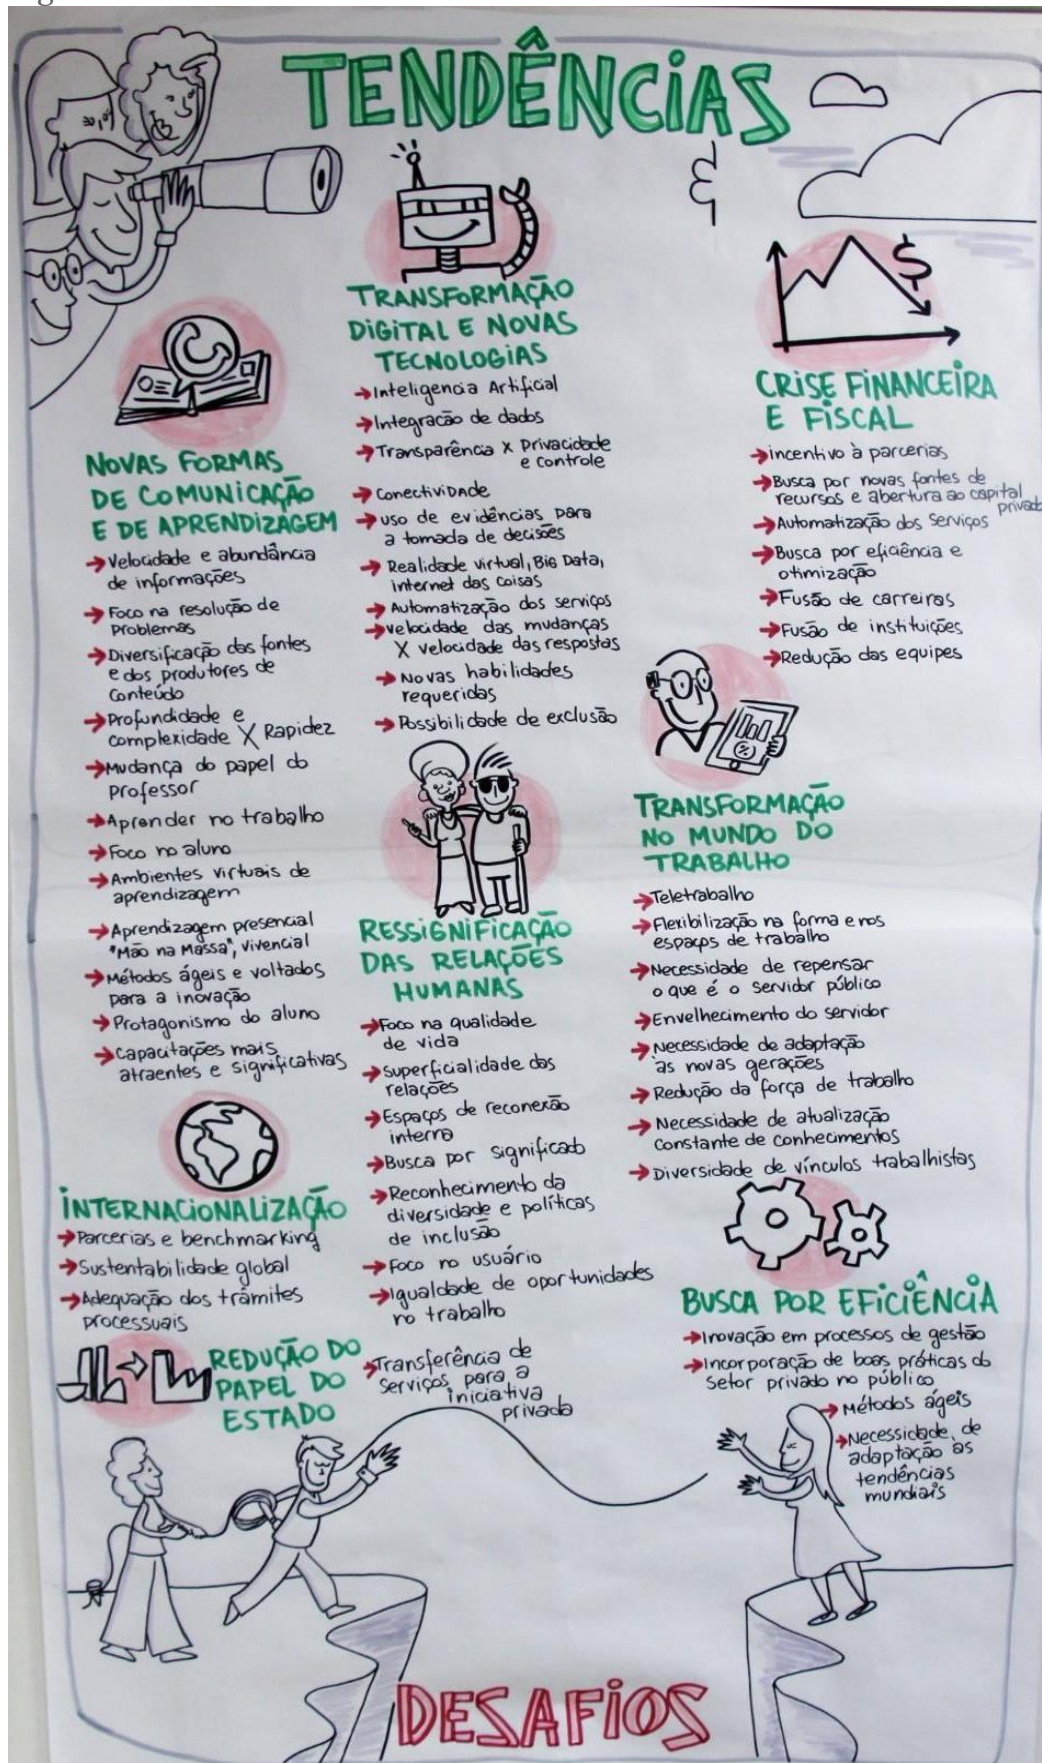 TENDÊNCIAS
NOVAS FORMAS
DE COMUNICAÇÃO
E DE APRENDIZAGEM
Velocidade e abundância
de informações
Foco na resolução de
Problemas
Diversificação das fontes
e dos produtores de
conteúdo
Profundidade e
complexidade X Rapidez
Mudança do papel do
professor
Aprender no trabalho
Foco no aluno
Ambientes virtuais de
aprendizagem
Aprendizagem presencial
"Mão na Massa", vivencial
Métodos ágeis e voltados
para a inovação
Protagonismo do aluno
Capacitações mais
atraentes e significativas
INTERNACIONALIZAÇÃO
Parcerias e benchmarking
Sustentabilidade global
Adequação dos trâmites
processuais
REDUÇÃO DO
PAPEL DO
ESTADO
Transferência de
serviços para a
iniciativa
privada
TRANSFORMAÇÃO
DIGITAL E NOVAS
TECNOLOGIAS
Inteligencia Artificial
Integracão de dados
Transparência X Privacidade
e controle
Conectividade
uso de evidências para
a tomada de decisões
Realidade virtual, Big Data,
internet das coisas
Automatização dos serviços
velocidade das mudanças
X velocidade das respostas
Novas habilidades
requeridas
Possibilidade de exclusão
RESSIGNIFICAÇÃO
DAS RELAÇÕES
HUMANAS
Foco na qualidade
de vida
Superficialidade das
relações
Espaços de reconexão
interna
Busca por significado
Reconhecimento da
diversidade e políticas
de inclusão
Foco no usuário
Igualdade de oportunidades
no trabalho
$
CRISE FINANCEIRA
E FISCAL
incentivo à parcerias
Busca por novas fontes de
recursos e abertura ao capital
privado
Automatização dos serviços
Busca por eficiência e
otimização
Fusão de carreiras
Fusão de instituições
Redução das equipes
TRANSFORMAÇÃO
NO MUNDO DO
TRABALHO
Teletrabalho
Flexibilização na forma e nos
espaços de trabalho
Necessidade de repensar
o que é o servidor público
Envelhecimento do servidor
Necessidade de adaptação
às novas gerações
Redução da força de trabalho
Necessidade de atualização
constante de conhecimentos
Diversidade de vínculos trabalhistas
BUSCA POR EFICIÊNCIA
Inovação em processos de gestão
Incorporação de boas práticas do
setor privado no público
Métodos ágeis
Necessidade de
adaptação as
tendências
mundiais
DESAFIOS